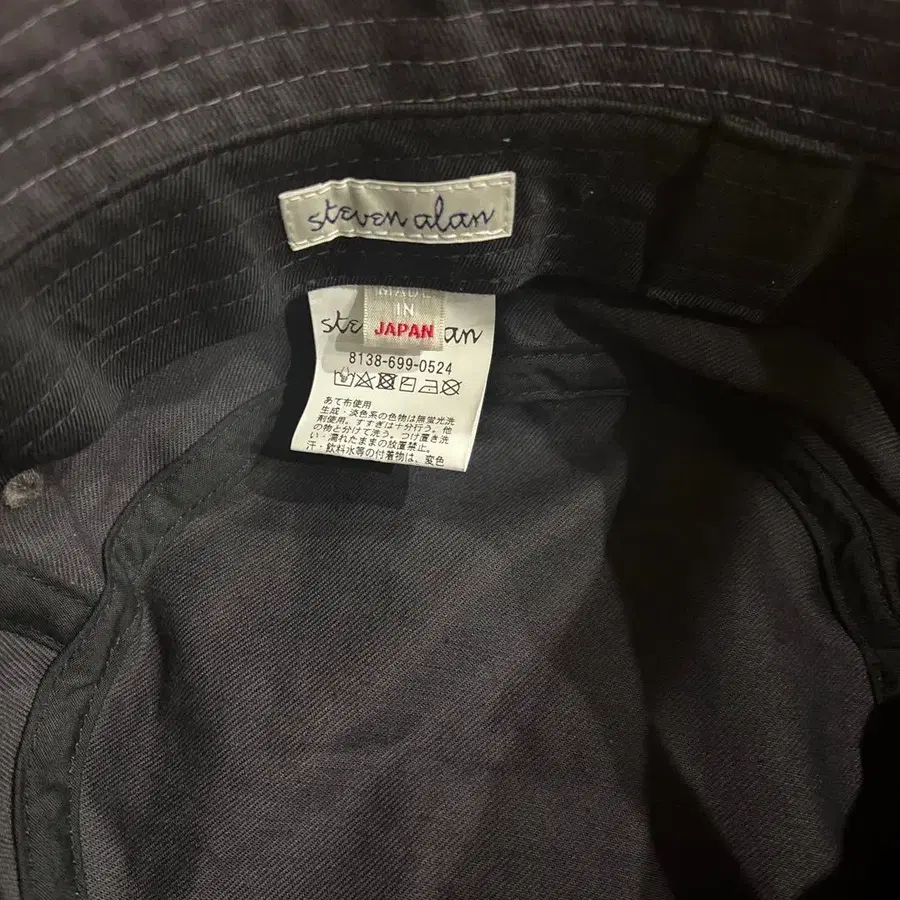 steven alan
MADE
IN
JAPAN
ste an
8138-699-0524
あて布使用
生成・淡色系の色物は無蛍光洗
剤使用。すすぎは十分行う。他
の物と分けて洗う。つけ置き洗
い・濡れたままの放置禁止。
汗・飲料水等の付着物は、変色